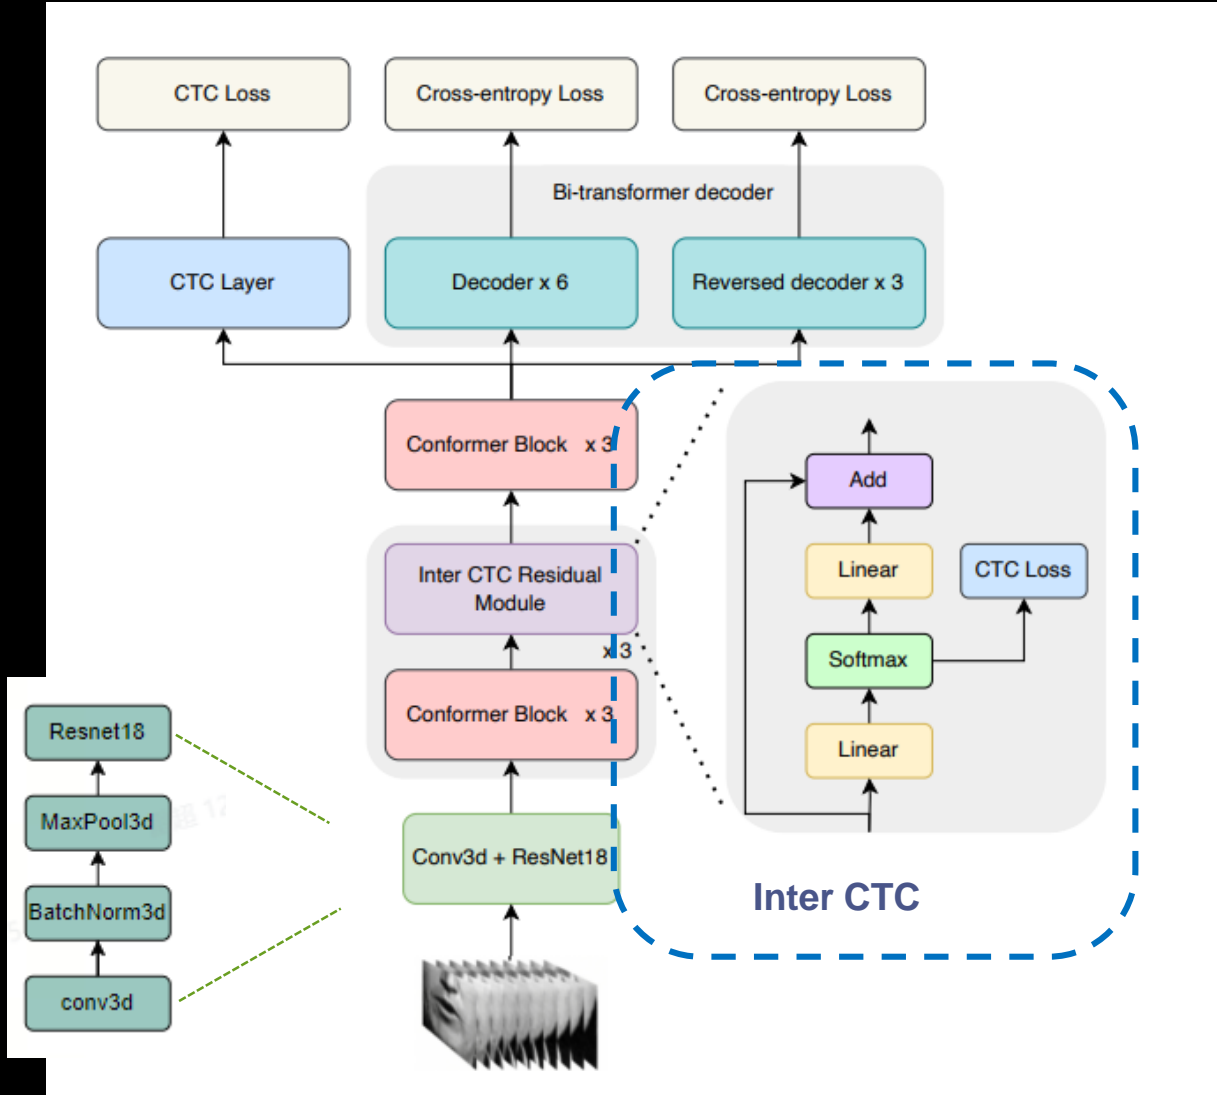 CTC Loss
Cross-entropy Loss
Cross-entropy Loss
Bi-transformer decoder
CTC Layer
Decoder x 6
Reversed decoder x 3
Conformer Block x 3
Inter CTC Residual
Module
x 3
Conformer Block x 3
Conv3d + ResNet18
Add
Linear
CTC Loss
Softmax
Linear
Inter CTC
Resnet18
MaxPool3d
BatchNorm3d
conv3d